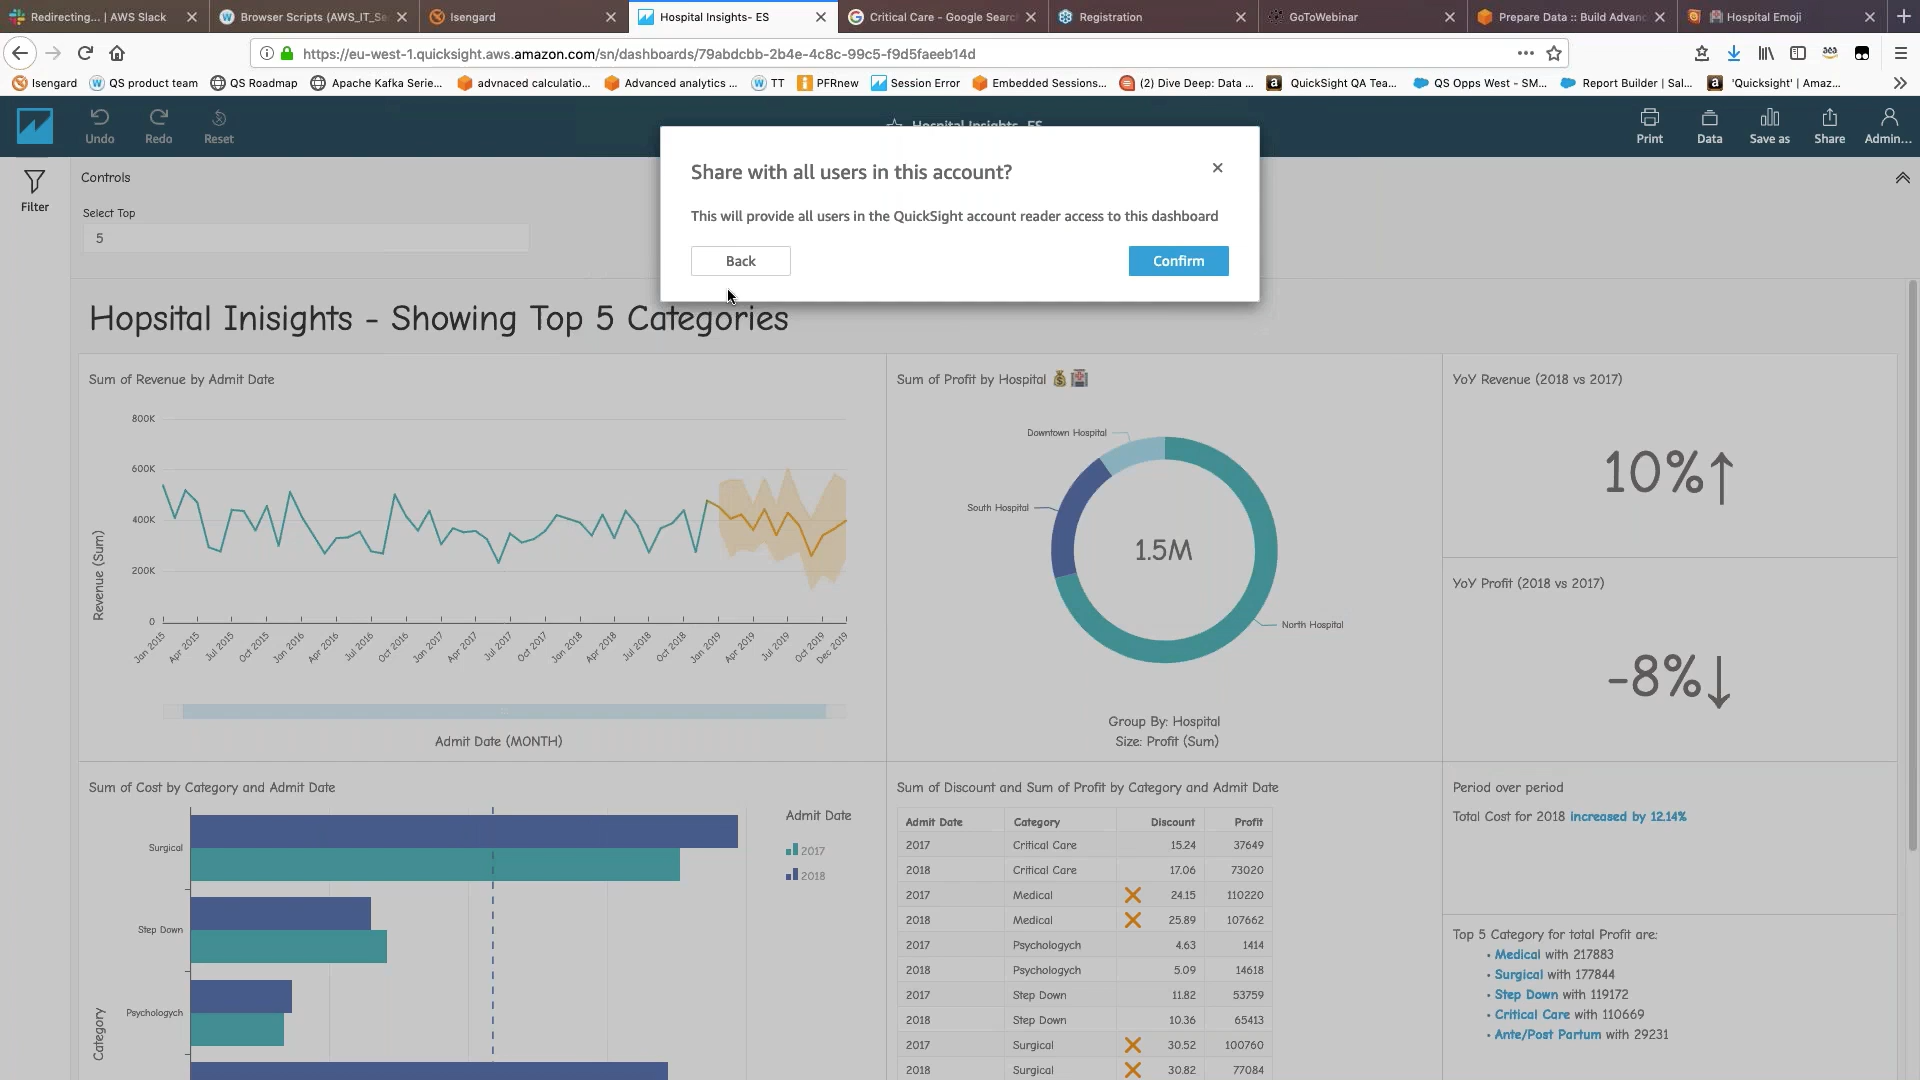 Redirecting... | AWS Slack
Browser Scripts (AWS_IT_Se
Isengard
Hospital Insights- ES
Critical Care - Google Search
Registration
GoToWebinar
Prepare Data :: Build Advanc
Hospital Emoji
https://eu-west-1.quicksight.aws.amazon.com/sn/dashboards/79abdcbb-2b4e-4c8c-99c5-f9d5faeeb14d
Isengard
QS product team
QS Roadmap
Apache Kafka Serie...
advnaced calculatio...
Advanced analytics ...
TT
PFRnew
Session Error
Embedded Sessions...
(2) Dive Deep: Data ...
QuickSight QA Tea...
QS Opps West - SM...
Report Builder | Sal...
'Quicksight' | Amaz...
Undo
Redo
Reset
Hospital Insights- ES
Print
Data
Save as
Share
Admin...
Share with all users in this account?
This will provide all users in the QuickSight account reader access to this dashboard
Back
Confirm
Filter
Controls
Select Top
5
Hopsital Inisights - Showing Top 5 Categories
Sum of Revenue by Admit Date
800K
600K
400K
200K
0
Revenue (Sum)
Jan 2015
Apr 2015
Jul 2015
Oct 2015
Jan 2016
Apr 2016
Jul 2016
Oct 2016
Jan 2017
Apr 2017
Jul 2017
Oct 2017
Jan 2018
Apr 2018
Jul 2018
Oct 2018
Jan 2019
Apr 2019
Jul 2019
Oct 2019
Dec 2019
Admit Date (MONTH)
Sum of Profit by Hospital
Downtown Hospital
South Hospital
1.5M
North Hospital
Group By: Hospital
Size: Profit (Sum)
YoY Revenue (2018 vs 2017)
10%↑
YoY Profit (2018 vs 2017)
-8%↓
Sum of Cost by Category and Admit Date
Surgical
Step Down
Psychologych
Category
Admit Date
2017
2018
Sum of Discount and Sum of Profit by Category and Admit Date
Admit Date Category Discount Profit
2017 Critical Care 15.24 37649
2018 Critical Care 17.06 73020
2017 Medical 24.15 110220
2018 Medical 25.89 107662
2017 Psychologych 4.63 1414
2018 Psychologych 5.09 14618
2017 Step Down 11.82 53759
2018 Step Down 10.36 65413
2017 Surgical 30.52 100760
2018 Surgical 30.82 77084
Period over period
Total Cost for 2018 increased by 12.14%
Top 5 Category for total Profit are:
• Medical with 217883
• Surgical with 177844
• Step Down with 119172
• Critical Care with 110669
• Ante/Post Partum with 29231